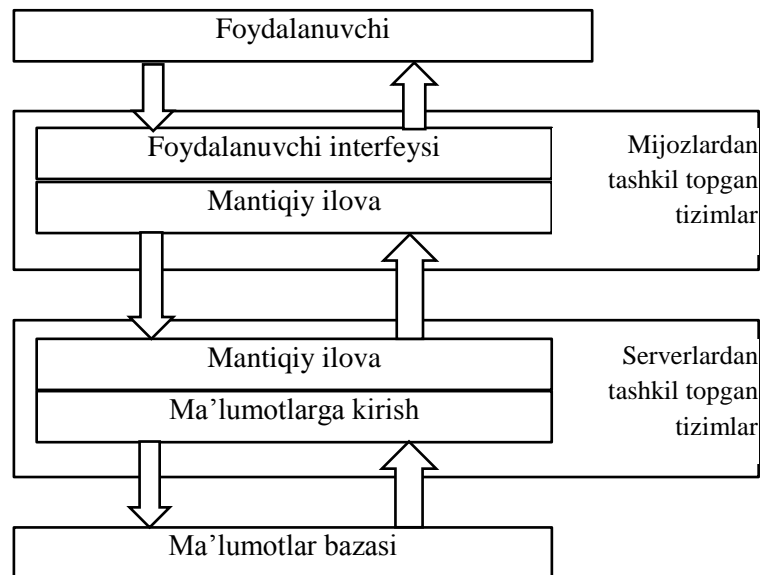 Foydalanuvchi
Foydalanuvchi interfeysi
Mantiqiy ilova
Mijozlardan
tashkil topgan
tizimlar
Mantiqiy ilova
Ma’lumotlarga kirish
Serverlardan
tashkil topgan
tizimlar
Ma’lumotlar bazasi